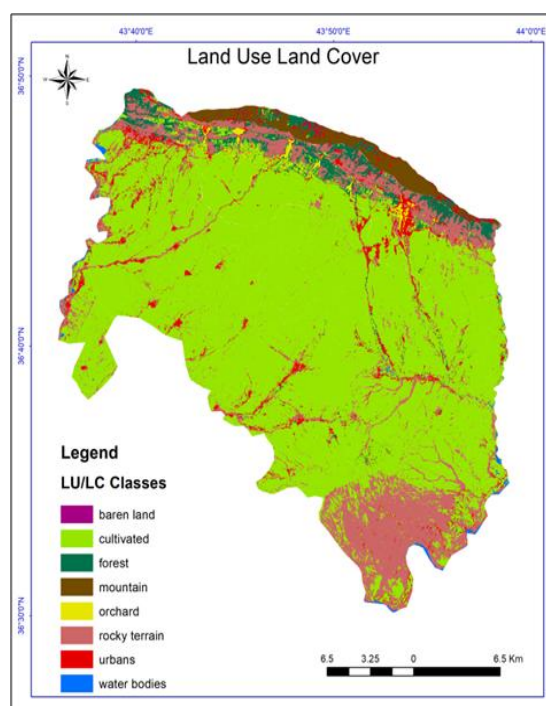 43°40'0"E 43°50'0"E 44°0'0"E
Land Use Land Cover
N
E
S
36°50'0"N
36°40'0"N
36°30'0"N
Legend
LU/LC Classes
baren land
cultivated
forest
mountain
orchard
rocky terrain
urbans
water bodies
6.5 3.25 0 6.5 Km